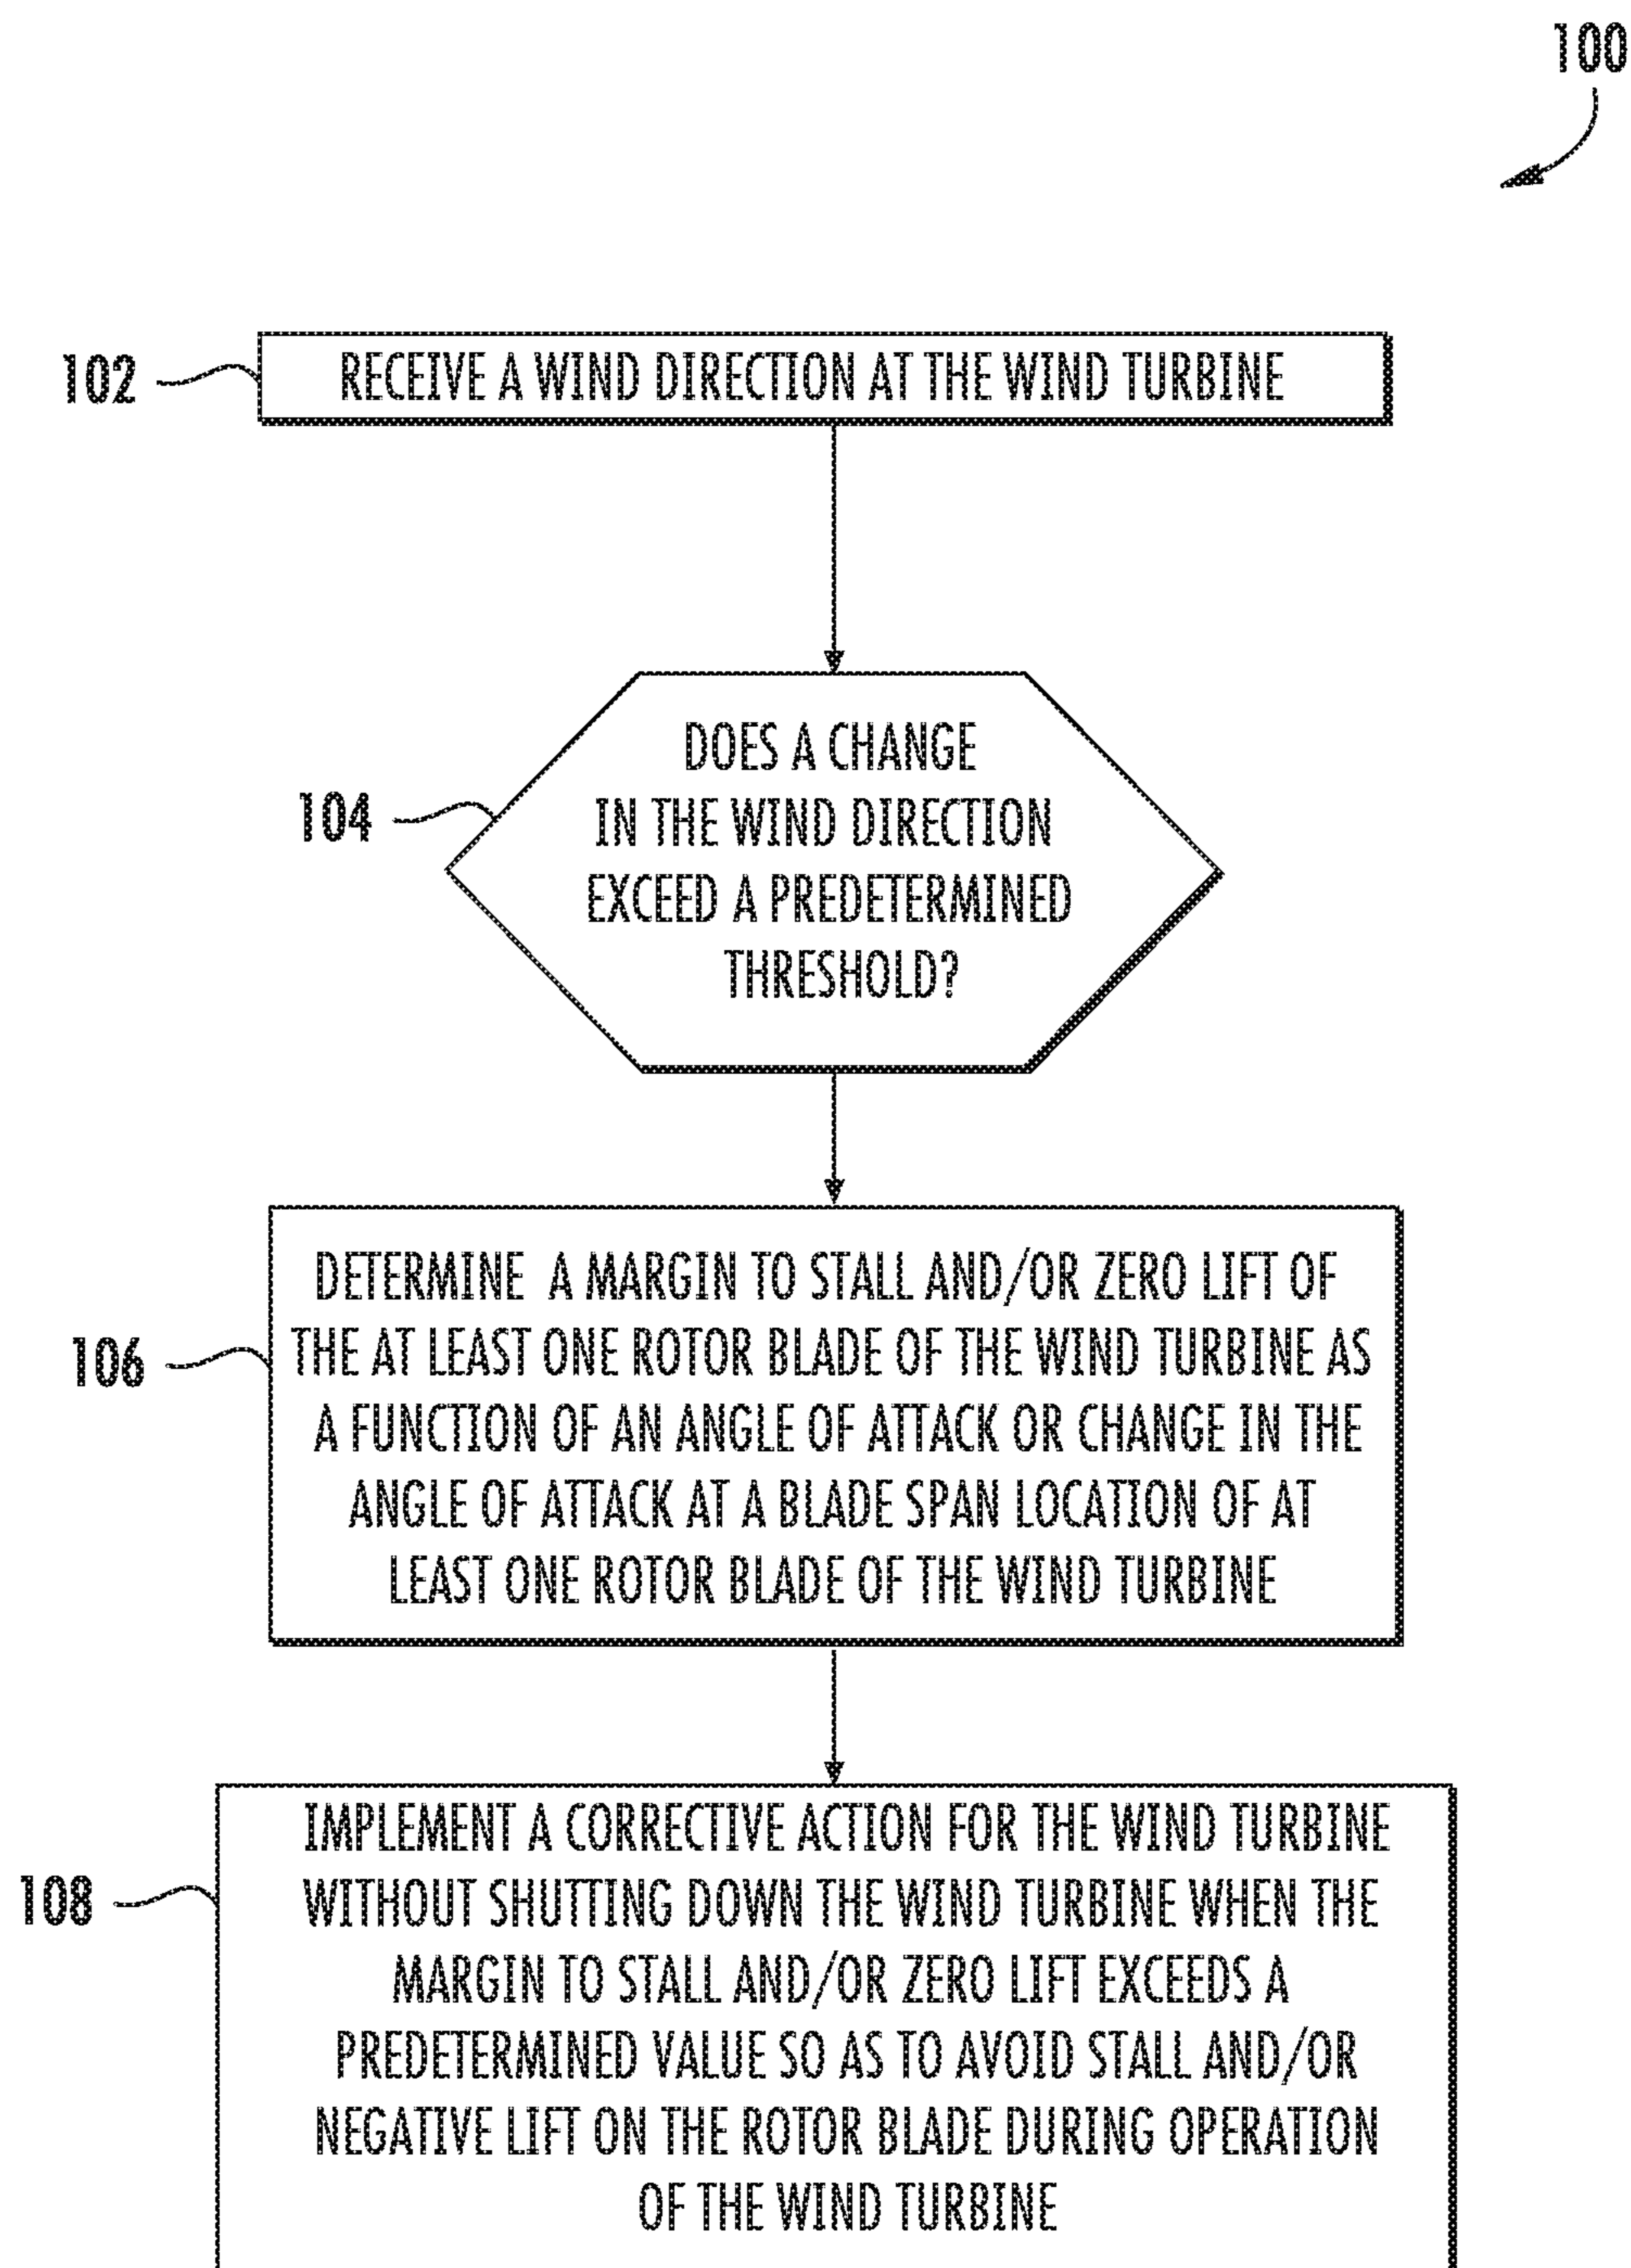 100
102
RECEIVE A WIND DIRECTION AT THE WIND TURBINE
104
DOES A CHANGE
IN THE WIND DIRECTION
EXCEED A PREDETERMINED
THRESHOLD?
106
DETERMINE A MARGIN TO STALL AND/OR ZERO LIFT OF
THE AT LEAST ONE ROTOR BLADE OF THE WIND TURBINE AS
A FUNCTION OF AN ANGLE OF ATTACK OR CHANGE IN THE
ANGLE OF ATTACK AT A BLADE SPAN LOCATION OF AT
LEAST ONE ROTOR BLADE OF THE WIND TURBINE
108
IMPLEMENT A CORRECTIVE ACTION FOR THE WIND TURBINE
WITHOUT SHUTTING DOWN THE WIND TURBINE WHEN THE
MARGIN TO STALL AND/OR ZERO LIFT EXCEEDS A
PREDETERMINED VALUE SO AS TO AVOID STALL AND/OR
NEGATIVE LIFT ON THE ROTOR BLADE DURING OPERATION
OF THE WIND TURBINE